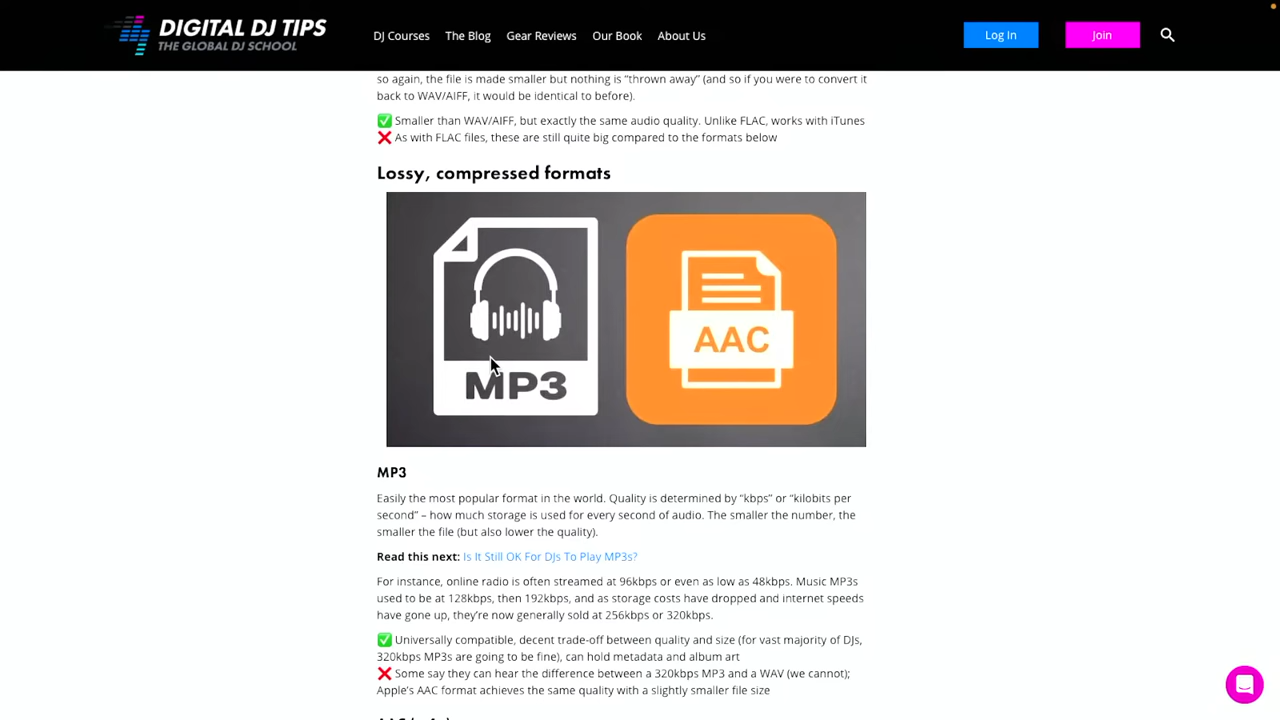 DIGITAL DJ TIPS
THE GLOBAL DJ SCHOOL
DJ Courses
The Blog
Gear Reviews
Our Book
About Us
Log In
Join
so again, the file is made smaller but nothing is “thrown away” (and so if you were to convert it
back to WAV/AIFF, it would be identical to before).
✅ Smaller than WAV/AIFF, but exactly the same audio quality. Unlike FLAC, works with iTunes
❌ As with FLAC files, these are still quite big compared to the formats below
Lossy, compressed formats
MP3
AAC
MP3
Easily the most popular format in the world. Quality is determined by “kbps” or “kilobits per
second” – how much storage is used for every second of audio. The smaller the number, the
smaller the file (but also lower the quality).
Read this next: Is It Still OK For DJs To Play MP3s?
For instance, online radio is often streamed at 96kbps or even as low as 48kbps. Music MP3s
used to be at 128kbps, then 192kbps, and as storage costs have dropped and internet speeds
have gone up, they’re now generally sold at 256kbps or 320kbps.
✅ Universally compatible, decent trade-off between quality and size (for vast majority of DJs,
320kbps MP3s are going to be fine), can hold metadata and album art
❌ Some say they can hear the difference between a 320kbps MP3 and a WAV (we cannot);
Apple’s AAC format achieves the same quality with a slightly smaller file size